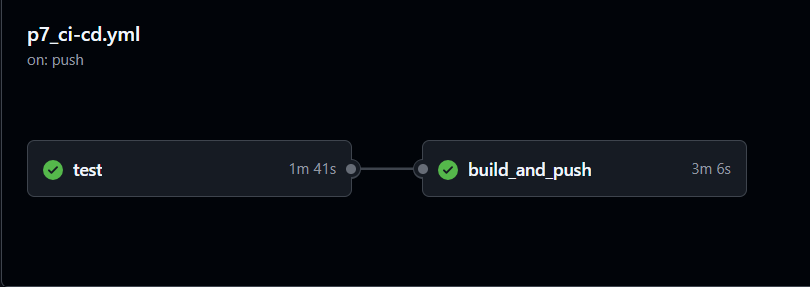 p7_ci-cd.yml
on: push
test 1m 41s
build_and_push 3m 6s